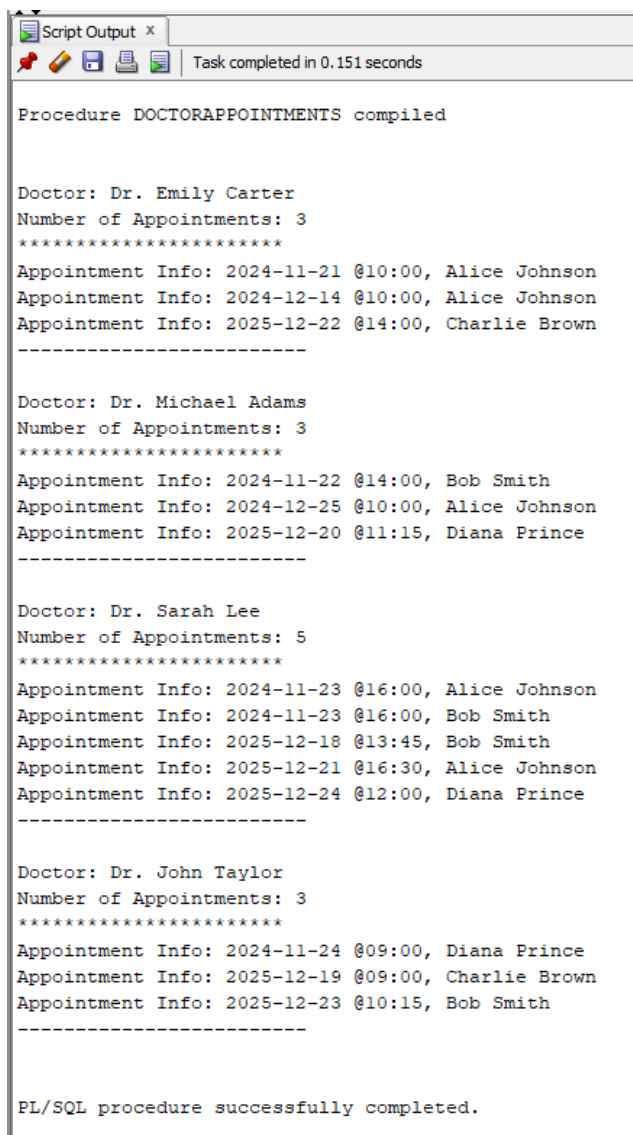 Script Output x
Task completed in 0.151 seconds
Procedure DOCTORAPPOINTMENTS compiled
Doctor: Dr. Emily Carter
Number of Appointments: 3
***********************
Appointment Info: 2024-11-21 @10:00, Alice Johnson
Appointment Info: 2024-12-14 @10:00, Alice Johnson
Appointment Info: 2025-12-22 @14:00, Charlie Brown
-------------------------
Doctor: Dr. Michael Adams
Number of Appointments: 3
***********************
Appointment Info: 2024-11-22 @14:00, Bob Smith
Appointment Info: 2024-12-25 @10:00, Alice Johnson
Appointment Info: 2025-12-20 @11:15, Diana Prince
-------------------------
Doctor: Dr. Sarah Lee
Number of Appointments: 5
***********************
Appointment Info: 2024-11-23 @16:00, Alice Johnson
Appointment Info: 2024-11-23 @16:00, Bob Smith
Appointment Info: 2025-12-18 @13:45, Bob Smith
Appointment Info: 2025-12-21 @16:30, Alice Johnson
Appointment Info: 2025-12-24 @12:00, Diana Prince
-------------------------
Doctor: Dr. John Taylor
Number of Appointments: 3
***********************
Appointment Info: 2024-11-24 @09:00, Diana Prince
Appointment Info: 2025-12-19 @09:00, Charlie Brown
Appointment Info: 2025-12-23 @10:15, Bob Smith
-------------------------
PL/SQL procedure successfully completed.